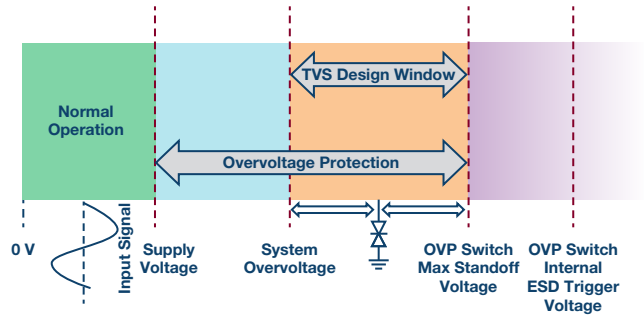 TVS Design Window
Normal
Operation
Overvoltage Protection
0 V
Input Signal
Supply
Voltage
System
Overvoltage
OVP Switch
Max Standoff
Voltage
OVP Switch
Internal
ESD Trigger
Voltage